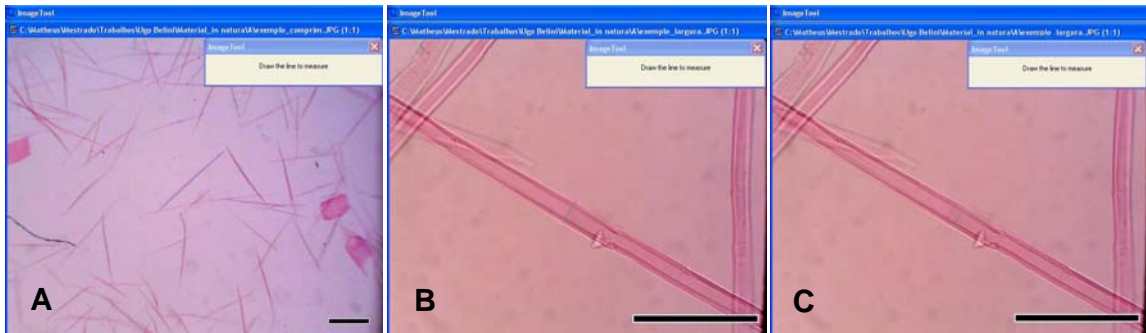 ImageTool
C:\Matheus\Mestrado\Trabalhos\Ugo Belini\Material_in natura\A\exemplo_comprim.JPG (1:1)
ImageTool
Draw the line to measure
A
ImageTool
C:\Matheus\Mestrado\Trabalhos\Ugo Belini\Material_in natura\A\exemplo_largura.JPG (1:1)
ImageTool
Draw the line to measure
B
ImageTool
C:\Matheus\Mestrado\Trabalhos\Ugo Belini\Material_in natura\A\exemplo_largura.JPG (1:1)
ImageTool
Draw the line to measure
C